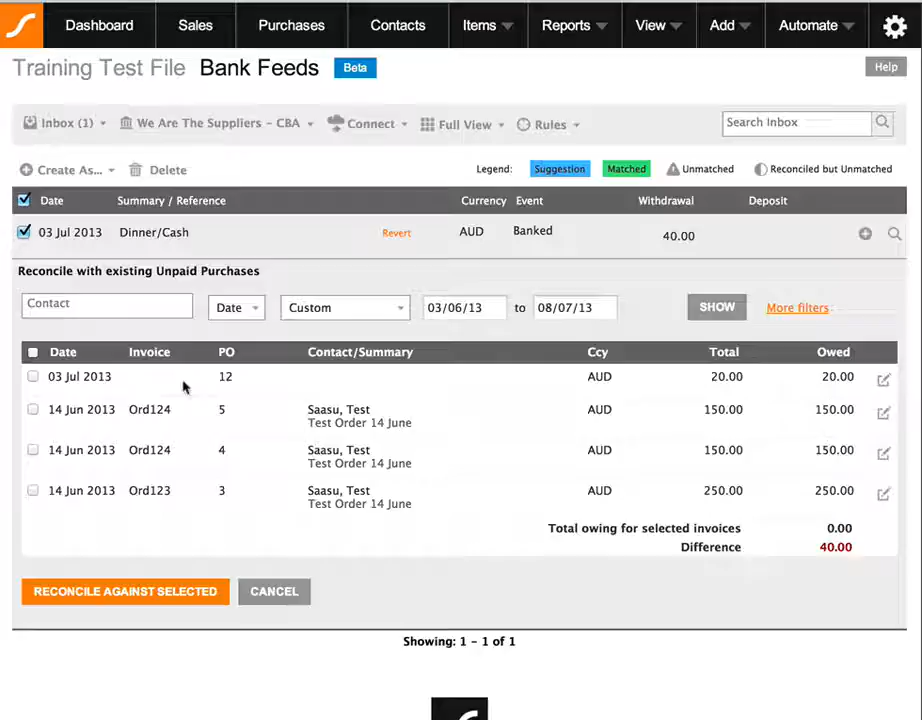 Dashboard Sales Purchases Contacts Items Reports View Add Automate
Training Test File Bank Feeds Beta Help
Inbox (1) We Are The Suppliers - CBA Connect Full View Rules Search Inbox
Create As... Delete Legend: Suggestion Matched Unmatched Reconciled but Unmatched
Date Summary / Reference Currency Event Withdrawal Deposit
03 Jul 2013 Dinner/Cash Revert AUD Banked 40.00
Reconcile with existing Unpaid Purchases
Contact Date Custom 03/06/13 to 08/07/13 SHOW More filters
Date Invoice PO Contact/Summary Ccy Total Owed
03 Jul 2013 12 AUD 20.00 20.00
14 Jun 2013 Ord124 5 Saasu, Test AUD 150.00 150.00
Test Order 14 June
14 Jun 2013 Ord124 4 Saasu, Test AUD 150.00 150.00
Test Order 14 June
14 Jun 2013 Ord123 3 Saasu, Test AUD 250.00 250.00
Test Order 14 June
Total owing for selected invoices 0.00
Difference 40.00
RECONCILE AGAINST SELECTED CANCEL
Showing: 1 - 1 of 1